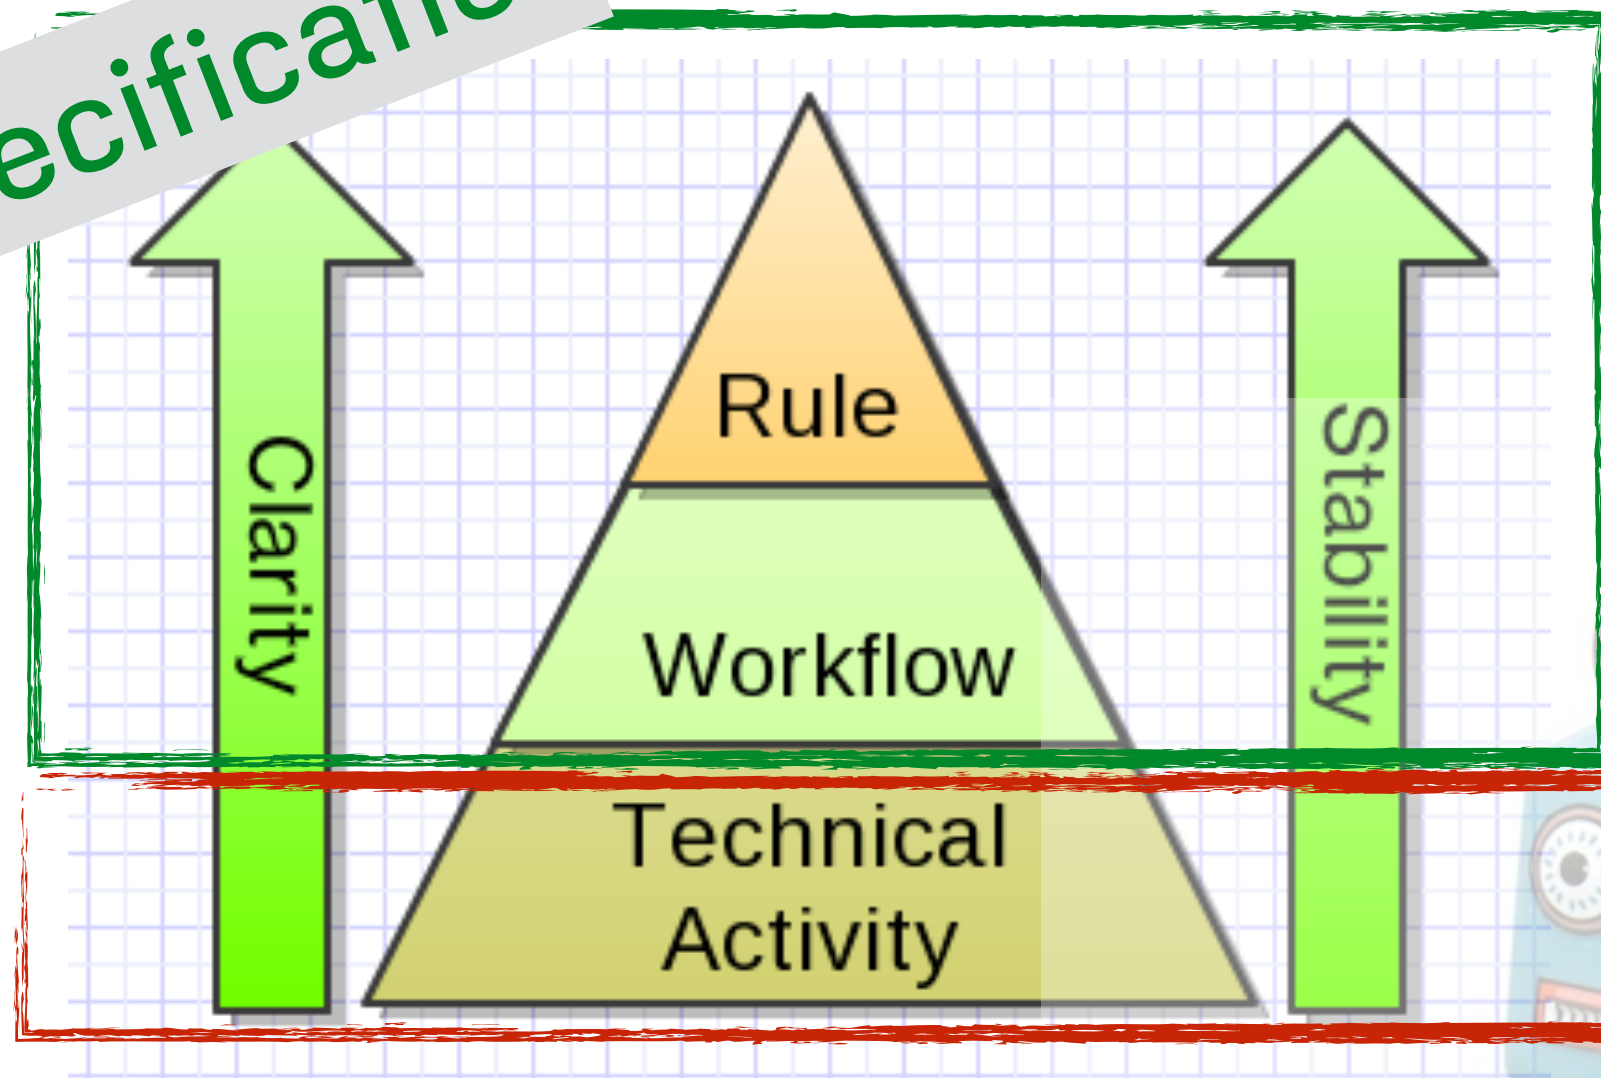 ecificatio
Rule
Clarity
Stability
Workflow
Technical
Activity